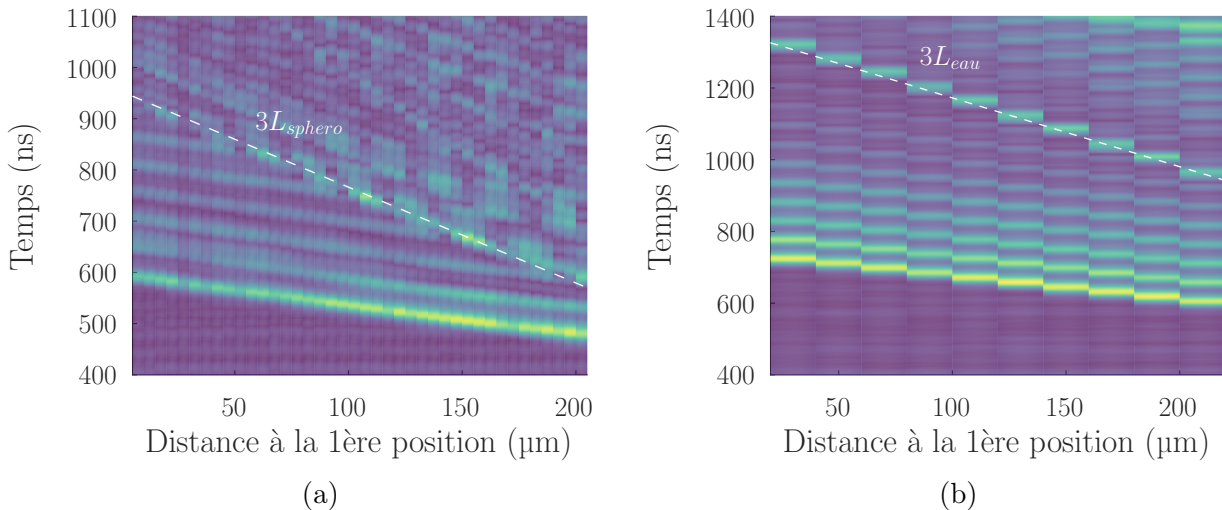 1100
1000
900
800
700
600
500
400
Temps (ns)
3L_sphero
50
100
150
200
Distance à la 1ère position (µm)
(a)
1400
1200
1000
800
600
400
Temps (ns)
3L_eau
50
100
150
200
Distance à la 1ère position (µm)
(b)